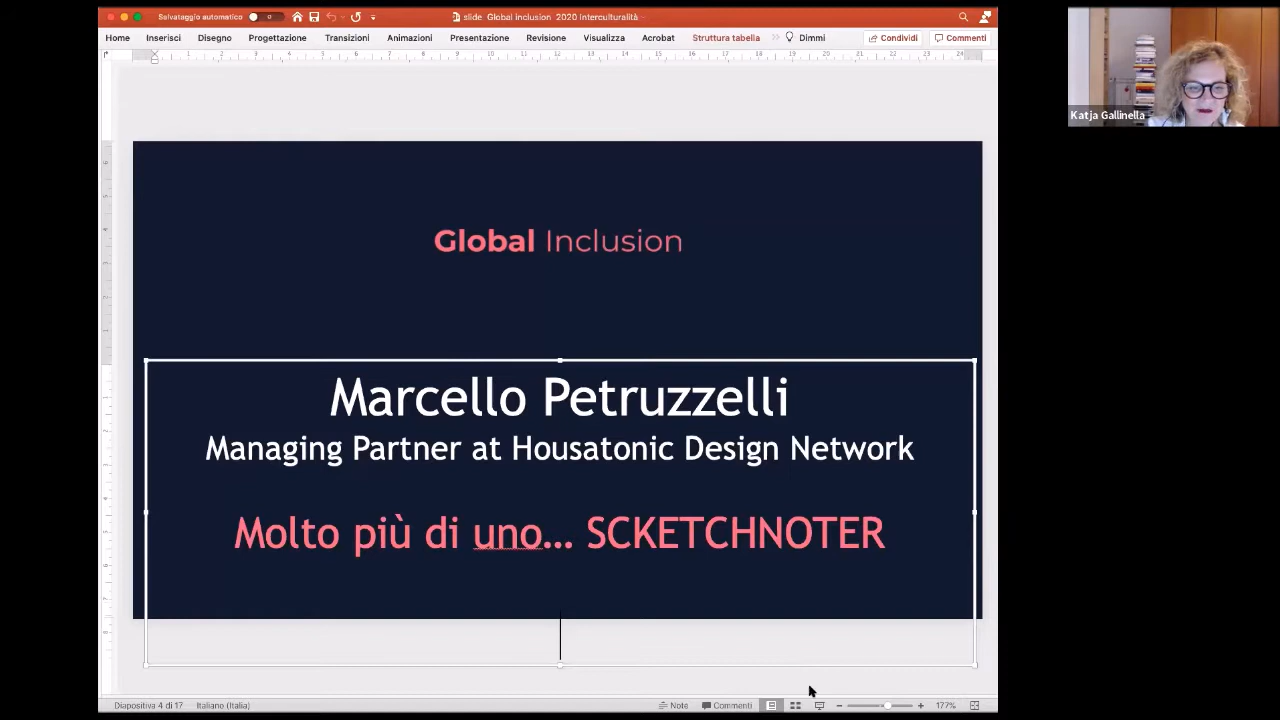 Salvataggio automatico
slide Global inclusion 2020 Interculturalità
Home Inserisci Disegno Progettazione Transizioni Animazioni Presentazione Revisione Visualizza Acrobat Struttura tabella Dimmi Condividi Commenti
Global Inclusion
Marcello Petruzzelli
Managing Partner at Housatonic Design Network
Molto più di uno... SCKETCHNOTER
Diapositiva 4 di 17 Italiano (Italia) Note Commenti 177%
Katja Gallinella